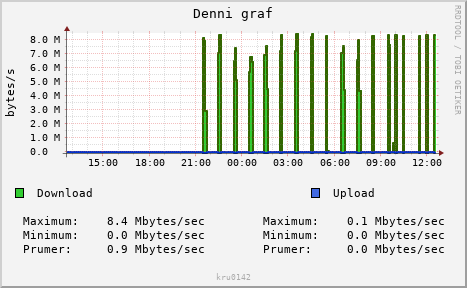 Denni graf
RRDTOOL / TOBI OETIKER
bytes/s
8.0 M
7.0 M
6.0 M
5.0 M
4.0 M
3.0 M
2.0 M
1.0 M
0.0
15:00 18:00 21:00 00:00 03:00 06:00 09:00 12:00
Download Upload
Maximum: 8.4 Mbytes/sec Maximum: 0.1 Mbytes/sec
Minimum: 0.0 Mbytes/sec Minimum: 0.0 Mbytes/sec
Prumer: 0.9 Mbytes/sec Prumer: 0.0 Mbytes/sec
kru0142